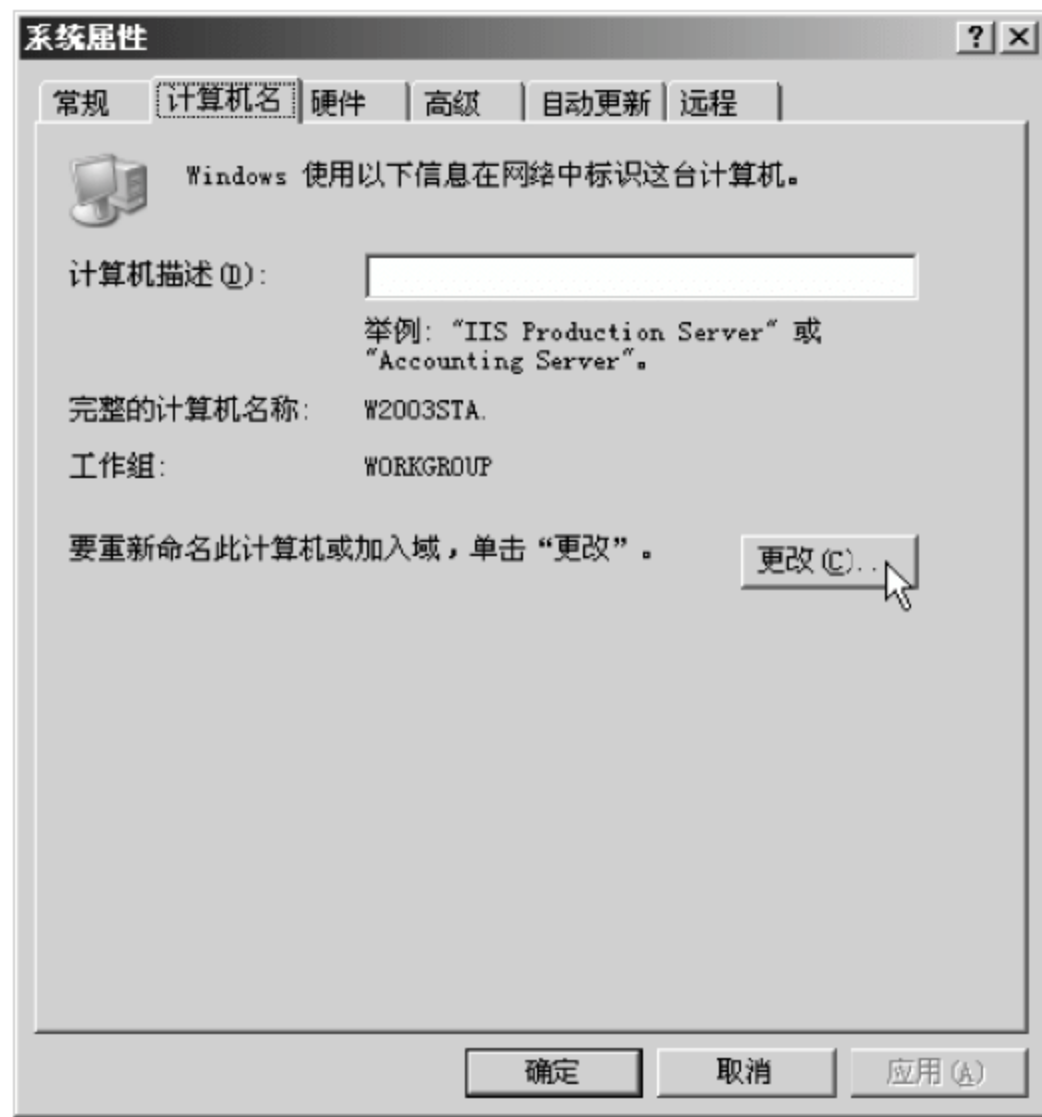 系统属性
常规 计算机名 硬件 高级 自动更新 远程
Windows 使用以下信息在网络中标识这台计算机。
计算机描述(D):
举例: "IIS Production Server" 或
"Accounting Server"。
完整的计算机名称: W2003STA.
工作组: WORKGROUP
要重新命名此计算机或加入域，单击“更改”。
更改(C)...
确定 取消 应用(A)